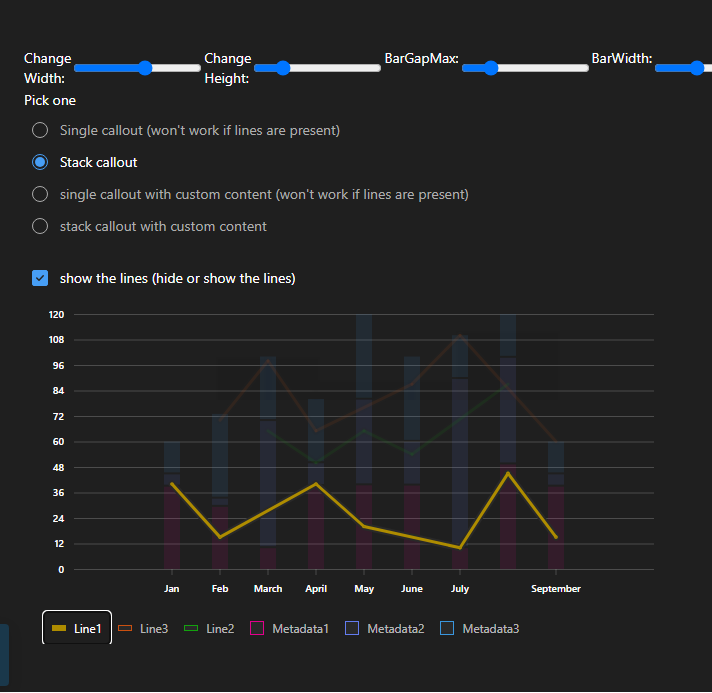 Change Width:
Change Height:
BarGapMax:
BarWidth:
Pick one
Single callout (won't work if lines are present)
Stack callout
single callout with custom content (won't work if lines are present)
stack callout with custom content
show the lines (hide or show the lines)
120
108
96
84
72
60
48
36
24
12
0
Jan Feb March April May June July September
Line1 Line3 Line2 Metadata1 Metadata2 Metadata3